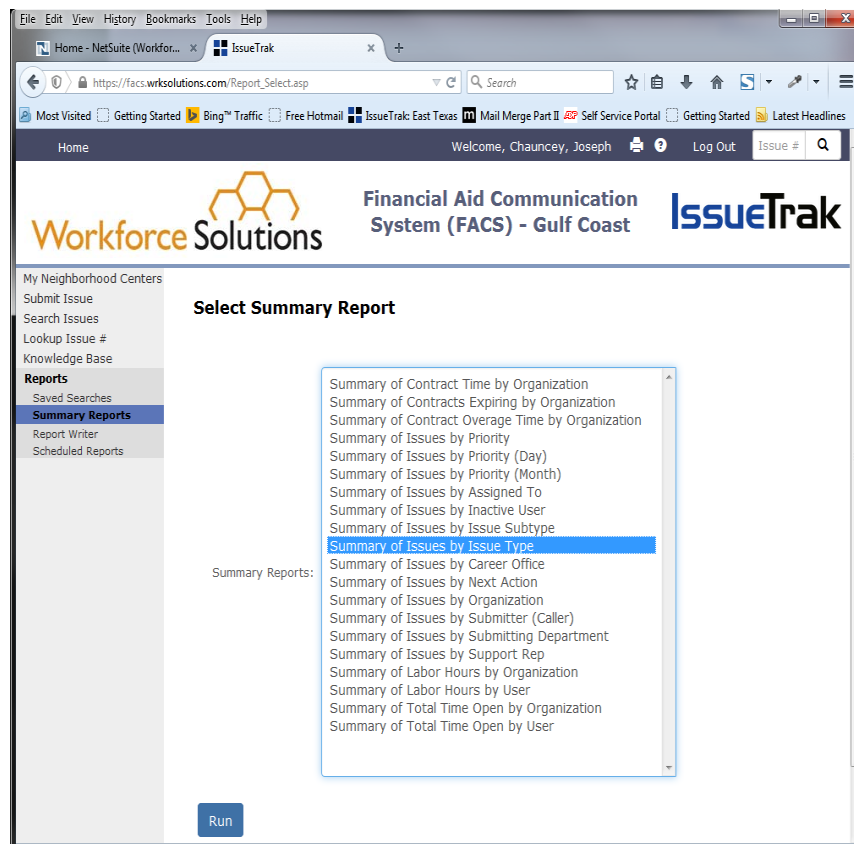 File Edit View History Bookmarks Tools Help
Home - NetSuite (Workfor... × IssueTrak × +
https://facs.wrksolutions.com/Report_Select.asp Search
Most Visited Getting Started Bing™ Traffic Free Hotmail IssueTrak: East Texas Mail Merge Part II Self Service Portal Getting Started Latest Headlines
Home Welcome, Chauncey, Joseph Log Out Issue #
Workforce Solutions
Financial Aid Communication
System (FACS) - Gulf Coast
IssueTrak
My Neighborhood Centers
Submit Issue
Search Issues
Lookup Issue #
Knowledge Base
Reports
Saved Searches
Summary Reports
Report Writer
Scheduled Reports
Select Summary Report
Summary Reports:
Summary of Contract Time by Organization
Summary of Contracts Expiring by Organization
Summary of Contract Overage Time by Organization
Summary of Issues by Priority
Summary of Issues by Priority (Day)
Summary of Issues by Priority (Month)
Summary of Issues by Assigned To
Summary of Issues by Inactive User
Summary of Issues by Issue Subtype
Summary of Issues by Issue Type
Summary of Issues by Career Office
Summary of Issues by Next Action
Summary of Issues by Organization
Summary of Issues by Submitter (Caller)
Summary of Issues by Submitting Department
Summary of Issues by Support Rep
Summary of Labor Hours by Organization
Summary of Labor Hours by User
Summary of Total Time Open by Organization
Summary of Total Time Open by User
Run